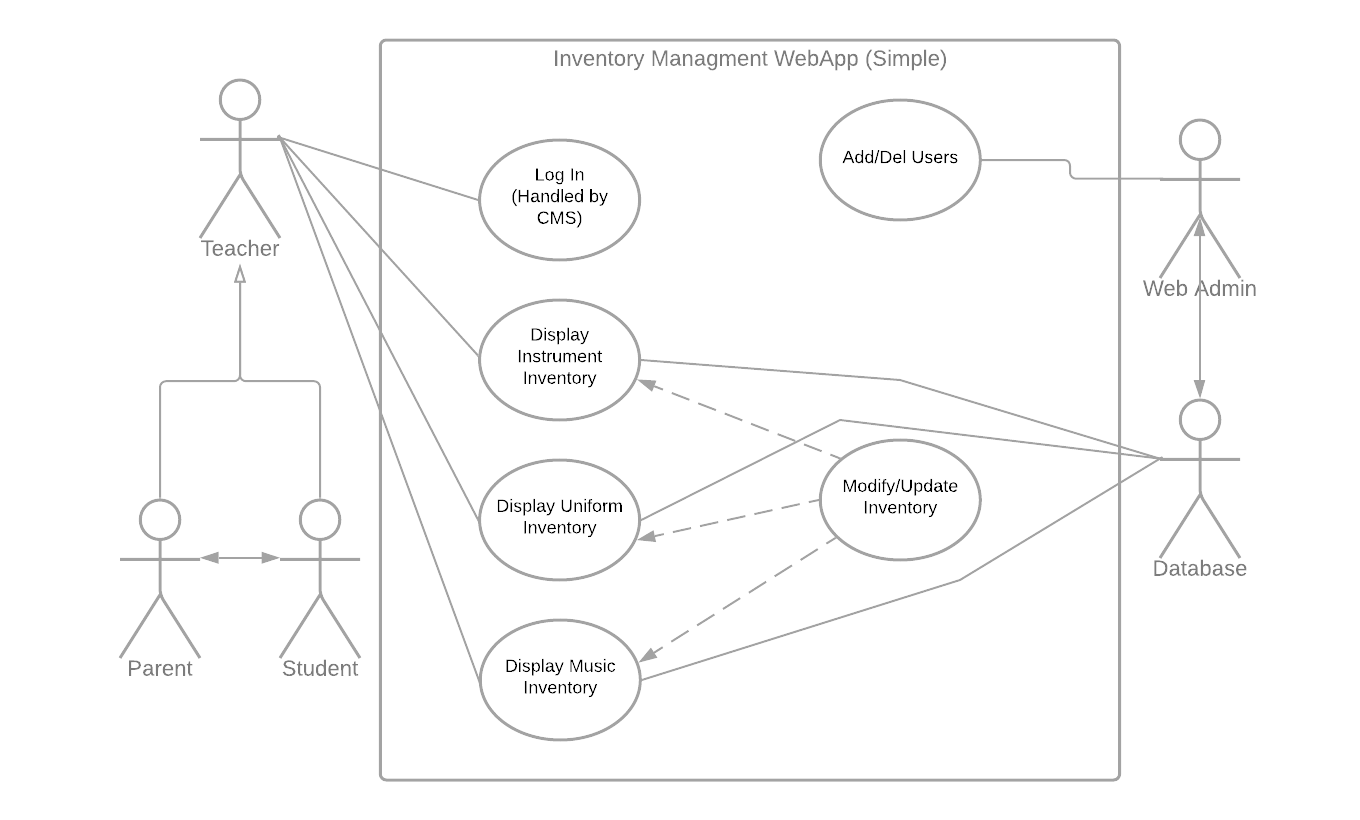 Inventory Managment WebApp (Simple)
Teacher
Log In
(Handled by
CMS)
Add/Del Users
Web Admin
Display
Instrument
Inventory
Display Uniform
Inventory
Modify/Update
Inventory
Database
Parent
Student
Display Music
Inventory